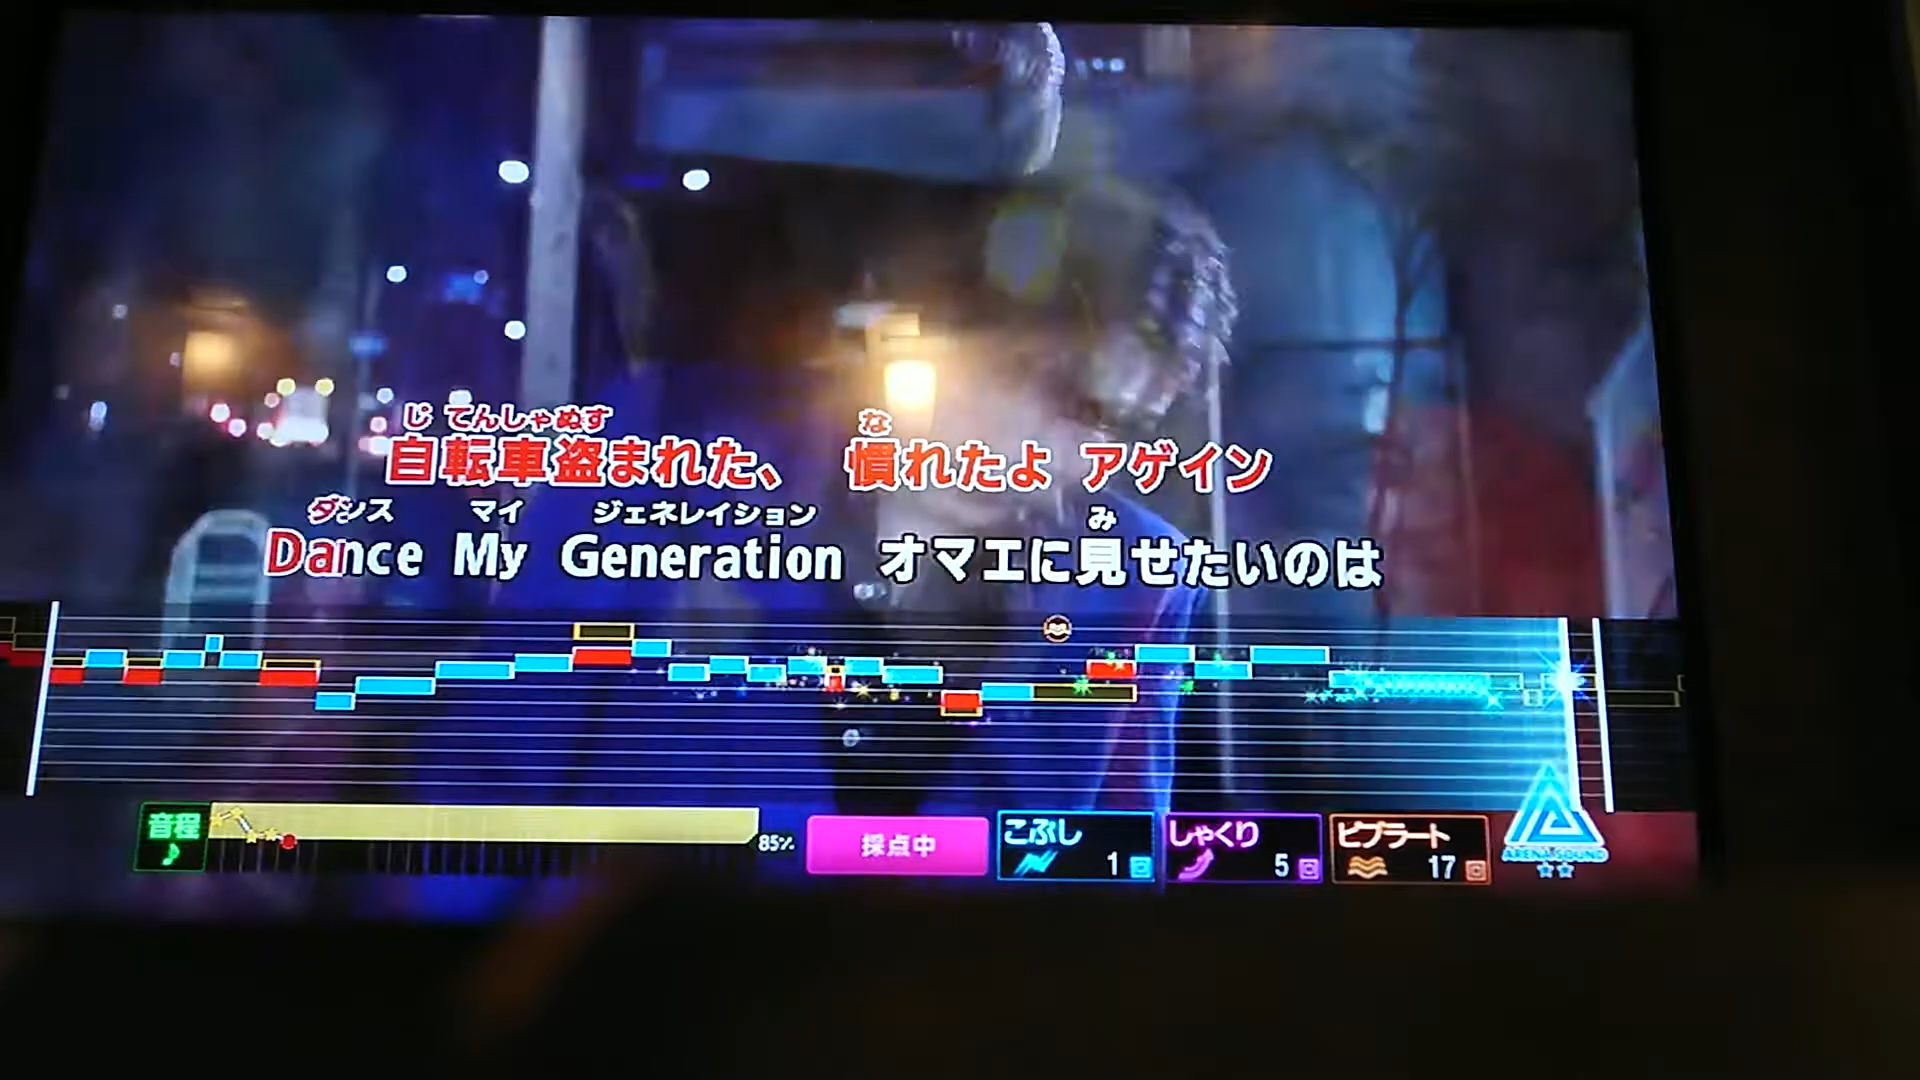 じ てんしゃぬす な
自転車盗まれた、 慣れたよ アゲイン
ダンス マイ ジェネレイション み
Dance My Generation オマエに見せたいのは
音程 85% 採点中 こぶし 1 しゃくり 5 ビブラート 17
ARENA SOUND